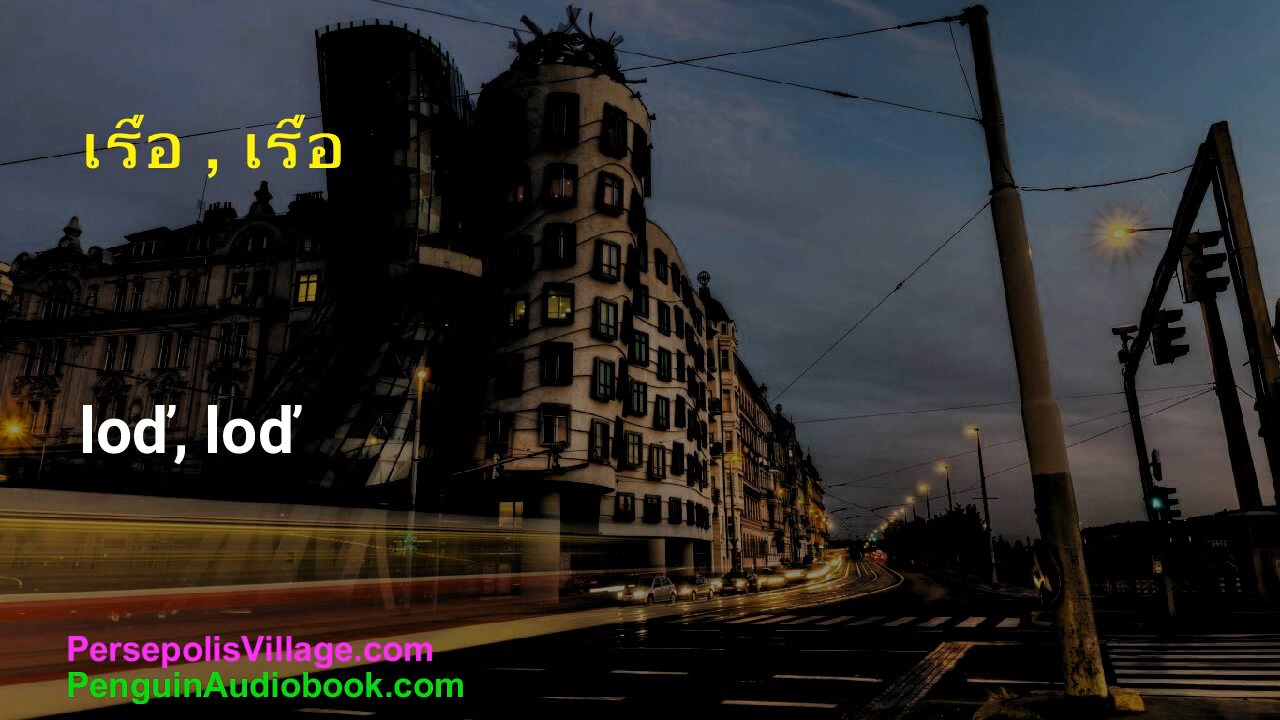 เรือ , เรือ
loď, loď
PersepolisVillage.com
PenguinAudiobook.com